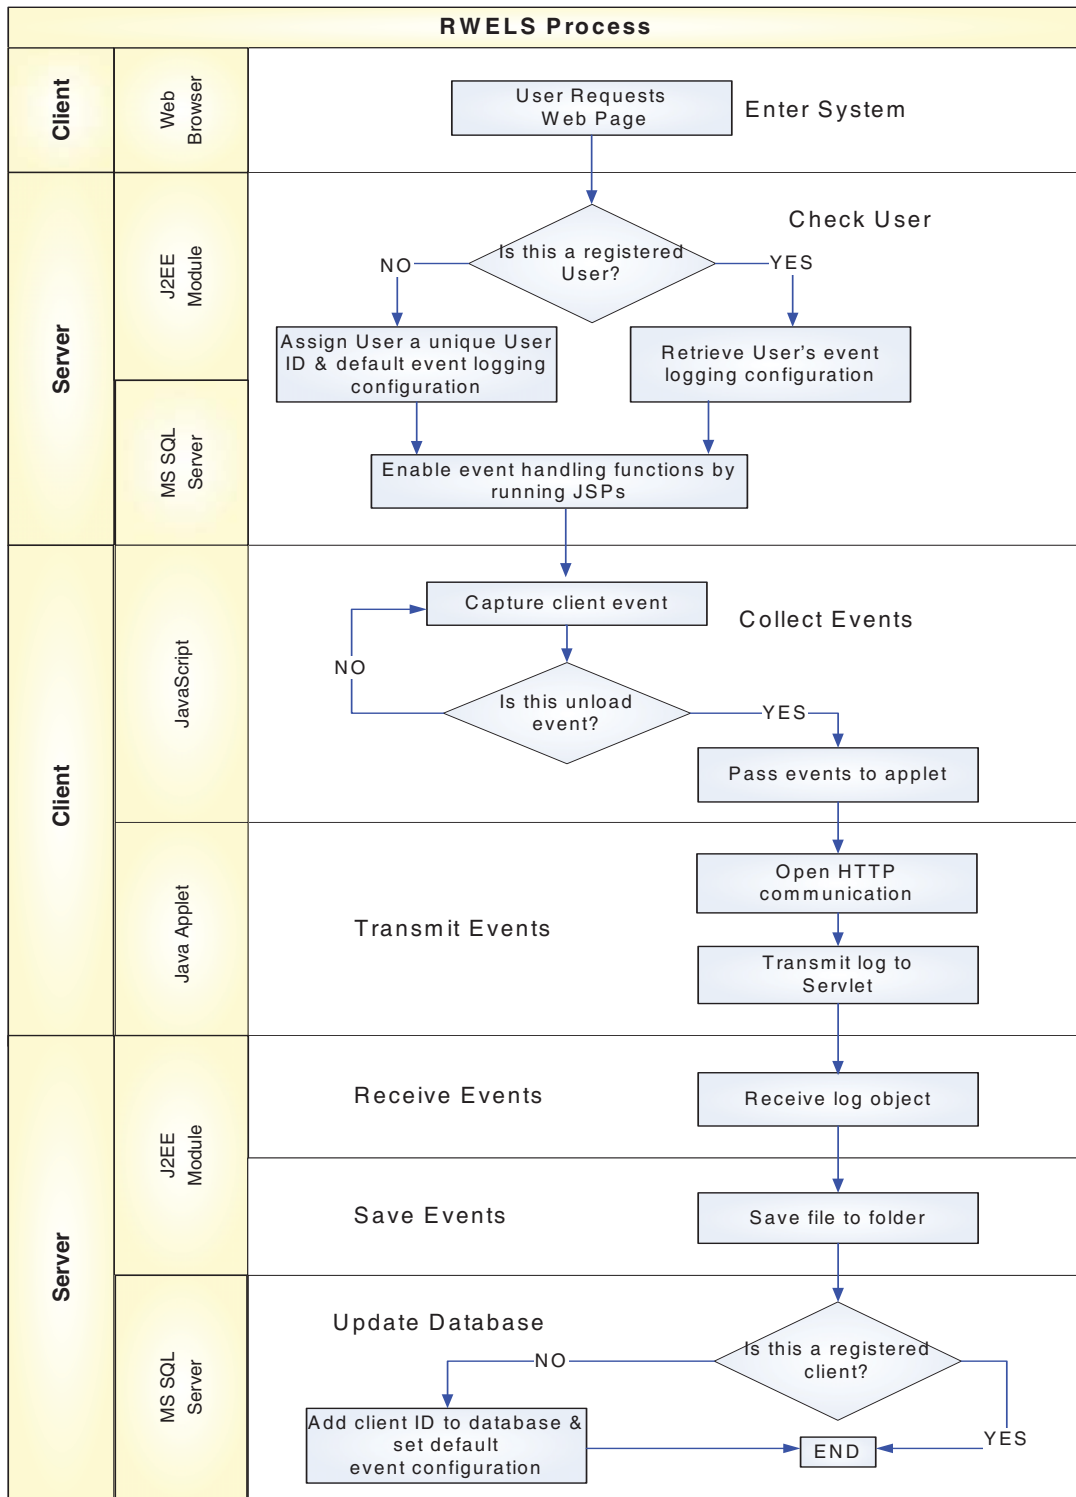 RWELS Process
Client
Web
Browser
User Requests
Web Page
Enter System
Server
J2EE
Module
Check User
Is this a registered
User?
NO
YES
Assign User a unique User
ID & default event logging
configuration
Retrieve User's event
logging configuration
MS SQL
Server
Enable event handling functions by
running JSPs
Client
JavaScript
Capture client event
Collect Events
NO
Is this unload
event?
YES
Pass events to applet
Java Applet
Open HTTP
communication
Transmit Events
Transmit log to
Servlet
Server
J2EE
Module
Receive Events
Receive log object
Save Events
Save file to folder
MS SQL
Server
Update Database
Is this a registered
client?
NO
YES
Add client ID to database &
set default
event configuration
END